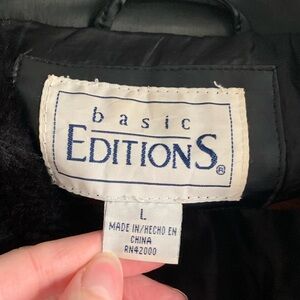 basic
EDITIONS®
L
MADE IN/HECHO EN
CHINA
RN42000